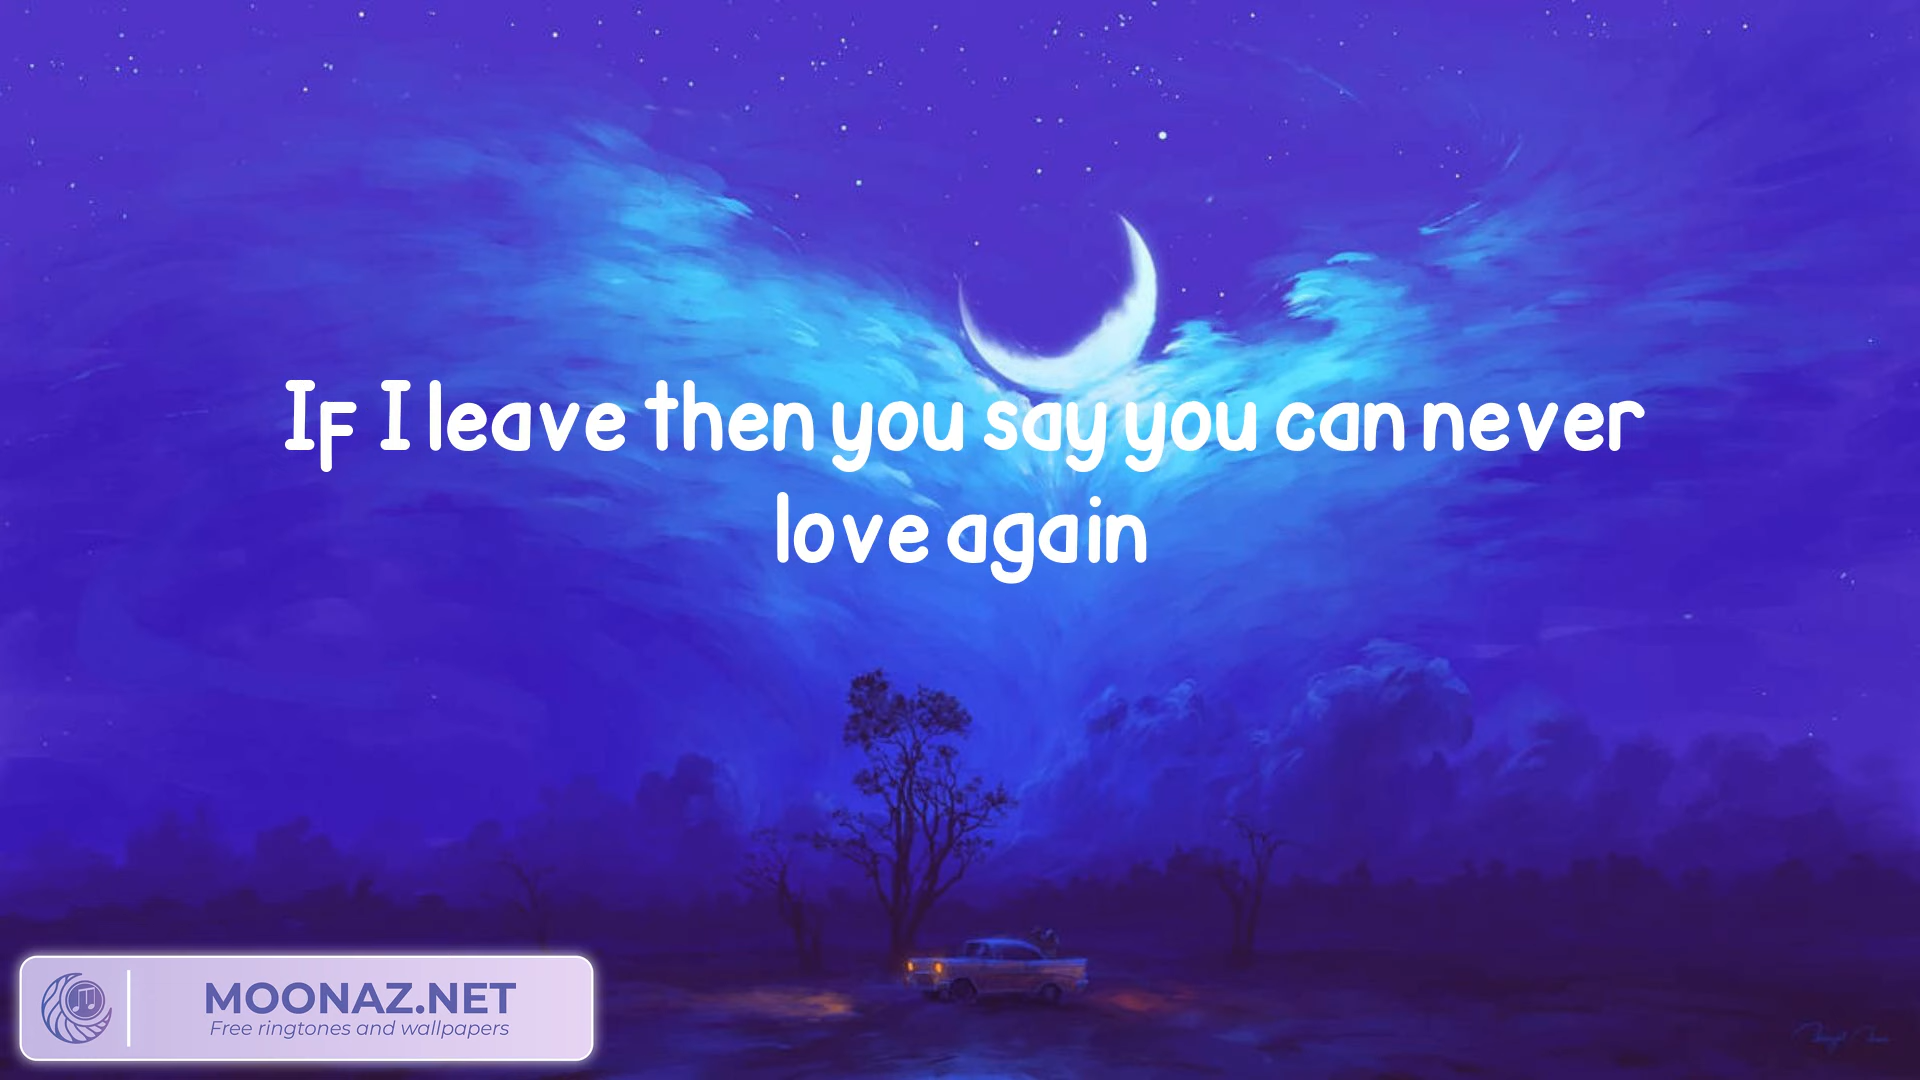 If I leave then you say you can never
love again
MOONAZ.NET
Free ringtones and wallpapers